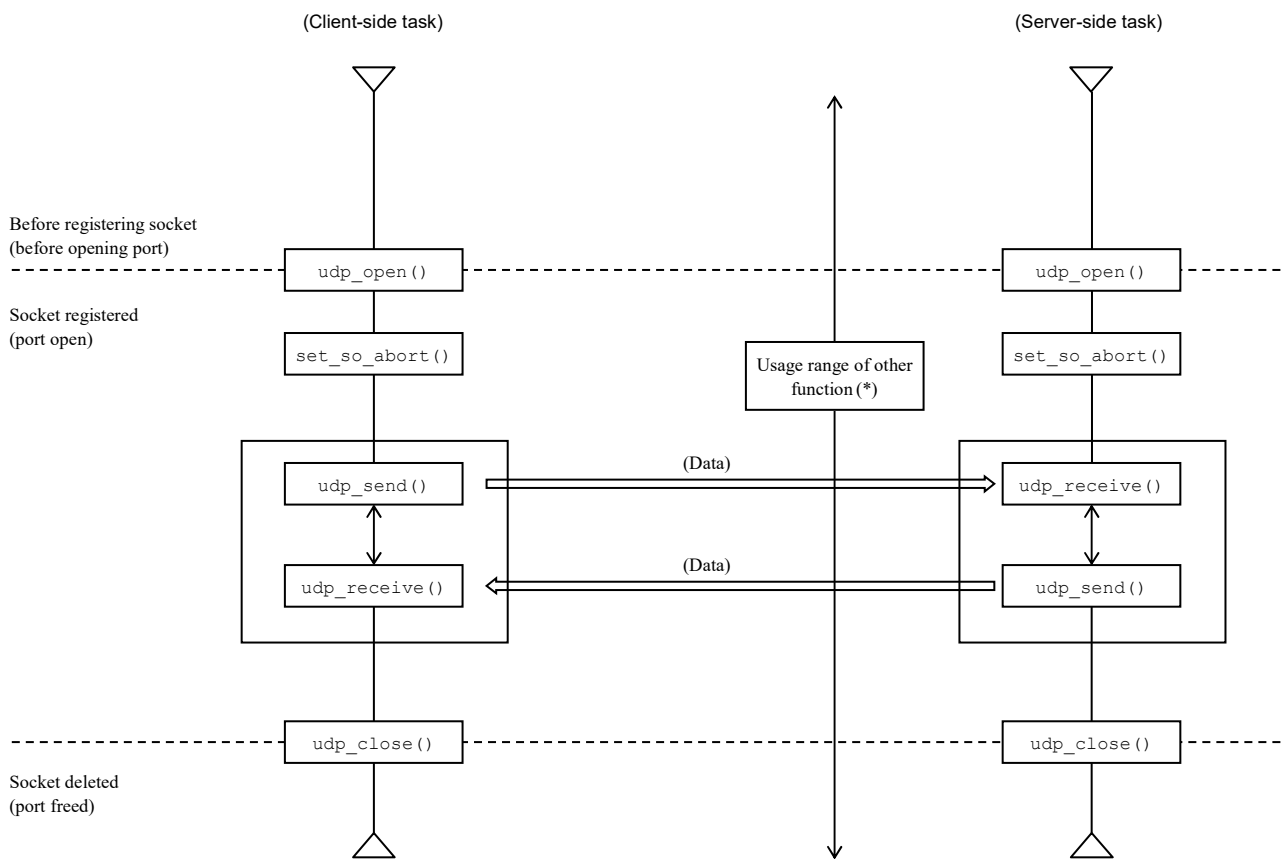 (Client-side task)
(Server-side task)
Before registering socket
(before opening port)
udp_open()
udp_open()
Socket registered
(port open)
set_so_abort()
set_so_abort()
Usage range of other
function (*)
udp_send()
(Data)
udp_receive()
udp_receive()
(Data)
udp_send()
udp_close()
udp_close()
Socket deleted
(port freed)